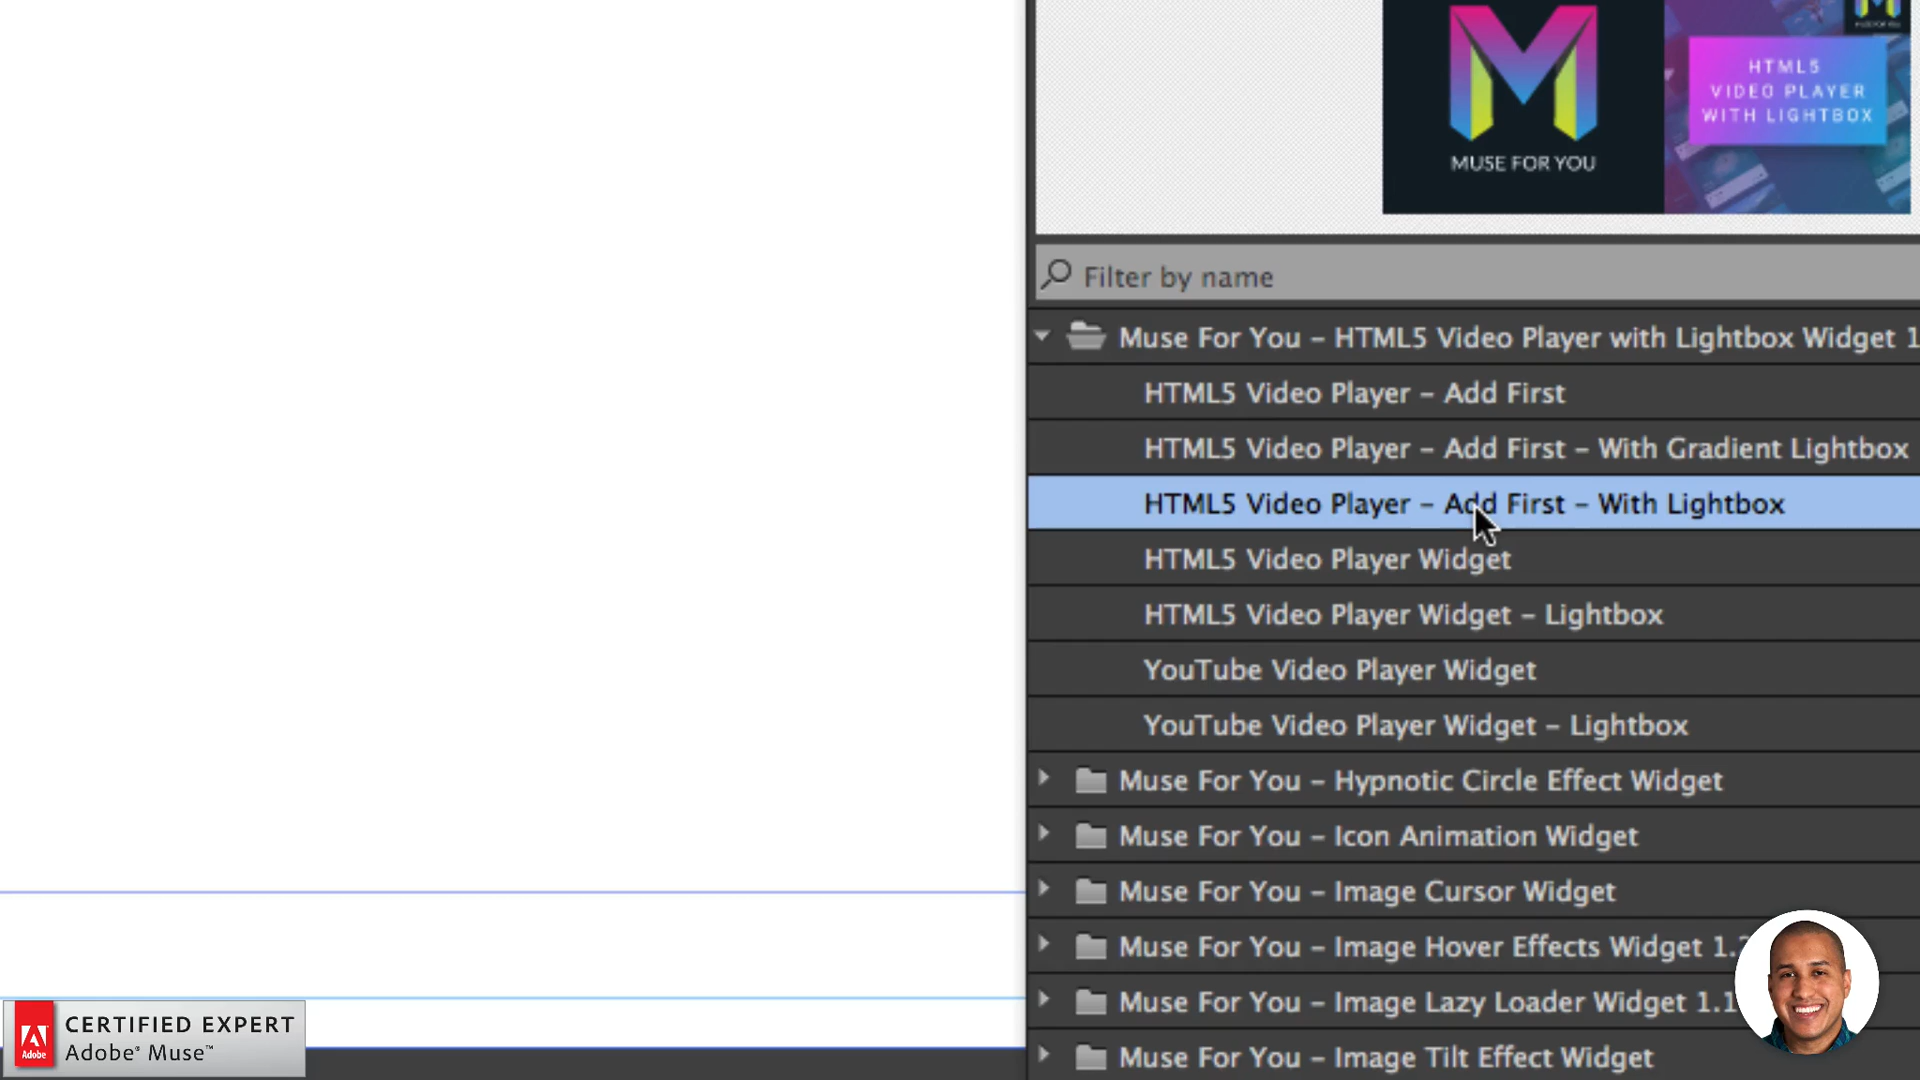 MUSE FOR YOU
HTML5
VIDEO PLAYER
WITH LIGHTBOX
Filter by name
Muse For You – HTML5 Video Player with Lightbox Widget 1
HTML5 Video Player – Add First
HTML5 Video Player – Add First – With Gradient Lightbox
HTML5 Video Player – Add First – With Lightbox
HTML5 Video Player Widget
HTML5 Video Player Widget – Lightbox
YouTube Video Player Widget
YouTube Video Player Widget – Lightbox
Muse For You – Hypnotic Circle Effect Widget
Muse For You – Icon Animation Widget
Muse For You – Image Cursor Widget
Muse For You – Image Hover Effects Widget 1.
Muse For You – Image Lazy Loader Widget 1.1
Muse For You – Image Tilt Effect Widget
Adobe
CERTIFIED EXPERT
Adobe® Muse™